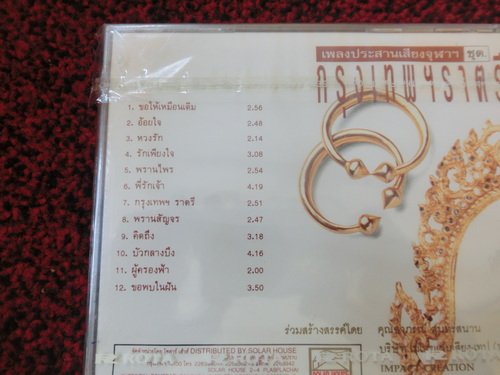 เพลงประสานเสียงจุฬาฯ ชุด.
กรุงเทพฯราตรี
1. ขอให้เหมือนเดิม 2.56
2. อ้อยใจ 2.48
3. หวงรัก 2.14
4. รักเพียงใจ 3.08
5. พรานไพร 2.54
6. พี่รักเจ้า 4.19
7. กรุงเทพฯ ราตรี 2.51
8. พรานสัญจร 2.47
9. คิดถึง 3.18
10. บัวกลางบึง 4.16
11. ผู้ครองฟ้า 2.00
12. ขอพบในฝัน 3.50
ร่วมสร้างสรรค์โดย
DISTRIBUTED BY SOLAR HOUSE
SOLAR HOUSE 2-4 PLABPLACHAI
IMPACT CREATION